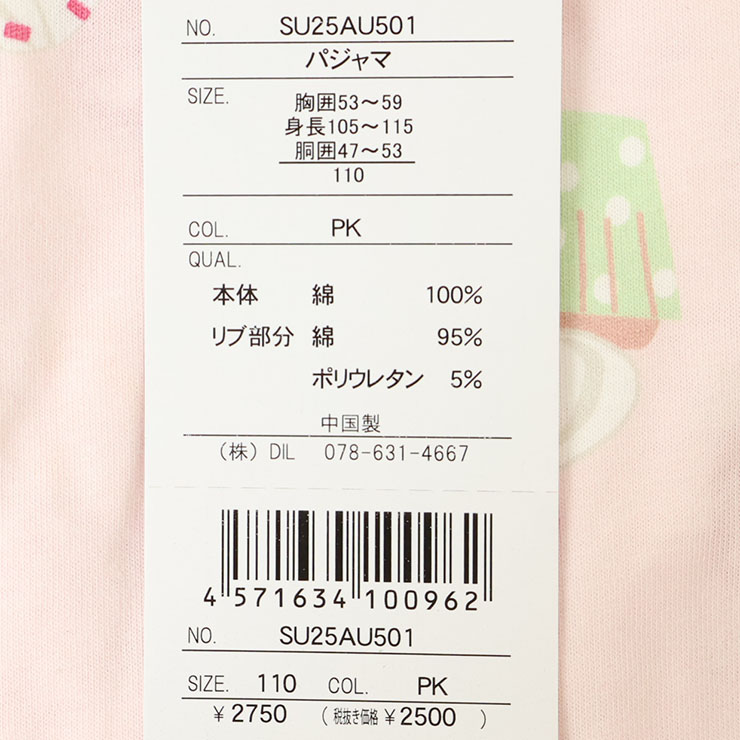 NO. SU25AU501
パジャマ
SIZE. 胸囲53〜59
身長105〜115
胴囲47〜53
110
COL. PK
QUAL.
本体 綿 100%
リブ部分 綿 95%
ポリウレタン 5%
中国製
（株）DIL 078-631-4667
4 571634 100962
NO. SU25AU501
SIZE. 110 COL. PK
¥2750 （税抜き価格 ¥2500 ）